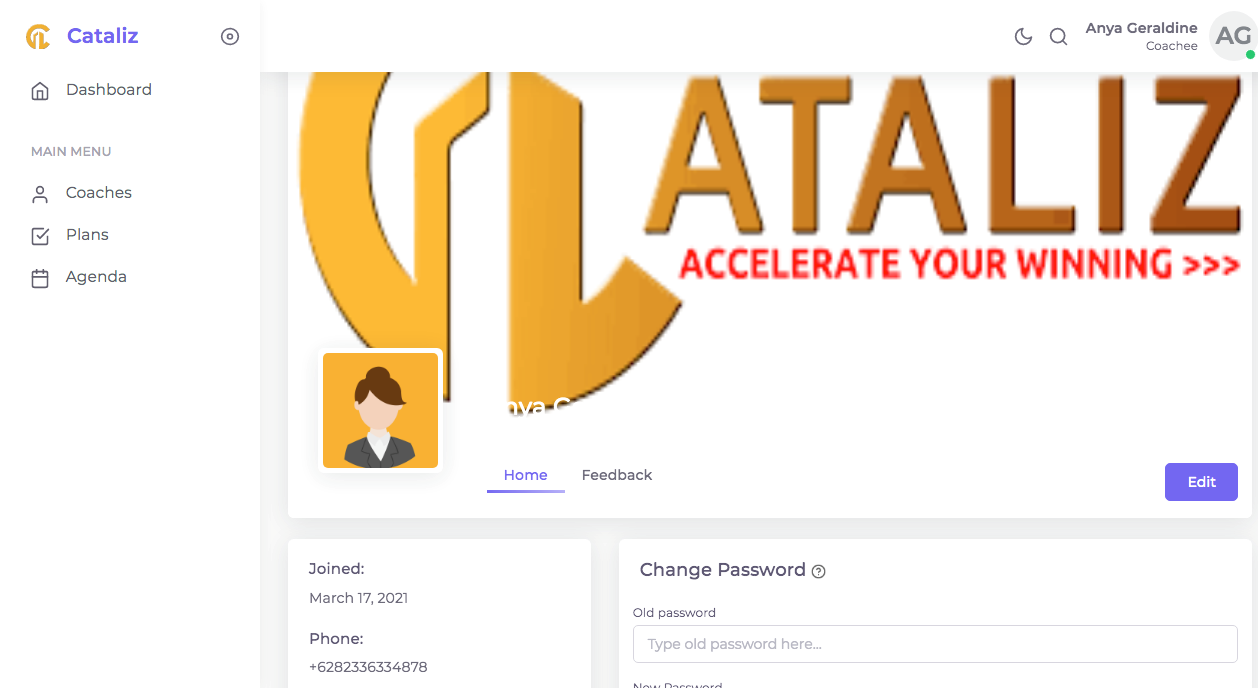 Cataliz
Anya Geraldine
Coachee
AG
Dashboard
MAIN MENU
Coaches
Plans
Agenda
ATALIZ
ACCELERATE YOUR WINNING >>>
Home
Feedback
Edit
Joined:
March 17, 2021
Phone:
+6282336334878
Change Password
Old password
Type old password here...
New Password